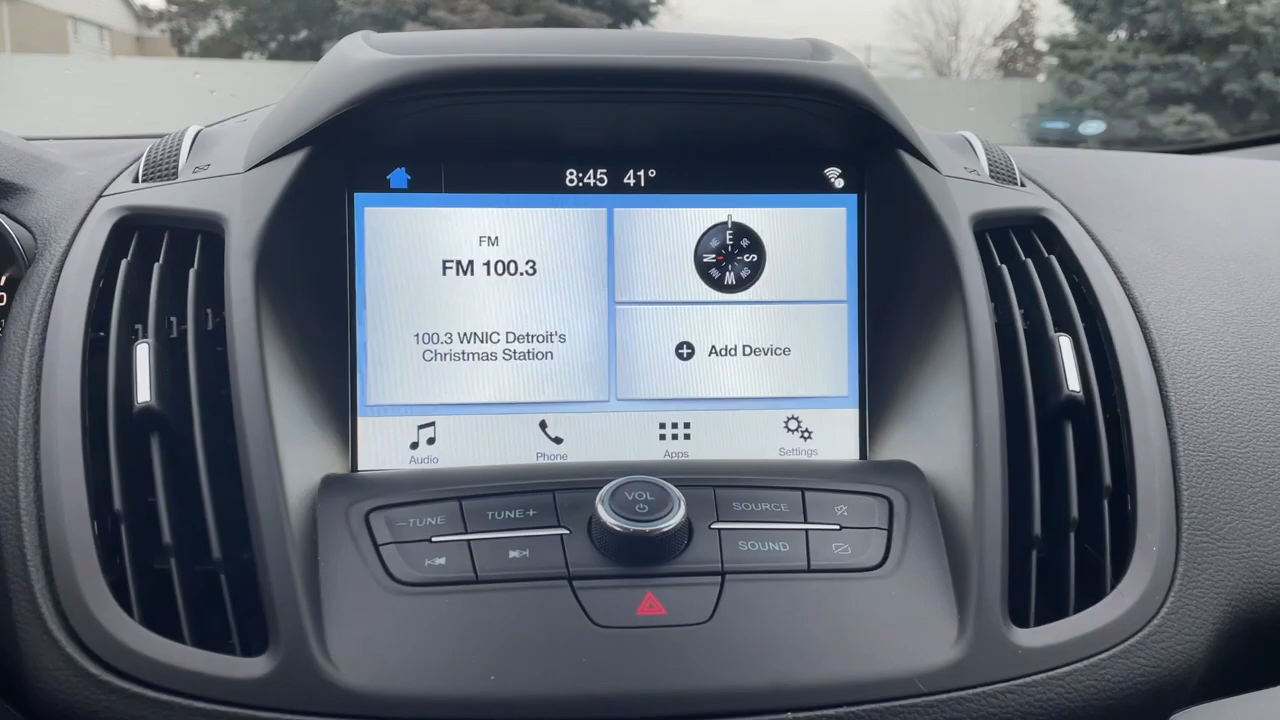 8:45 41°
FM
FM 100.3
100.3 WNIC Detroit's
Christmas Station
E
N
S
W
NE
Add Device
Audio
Phone
Apps
Settings
VOL
−TUNE
TUNE+
SOURCE
SOUND